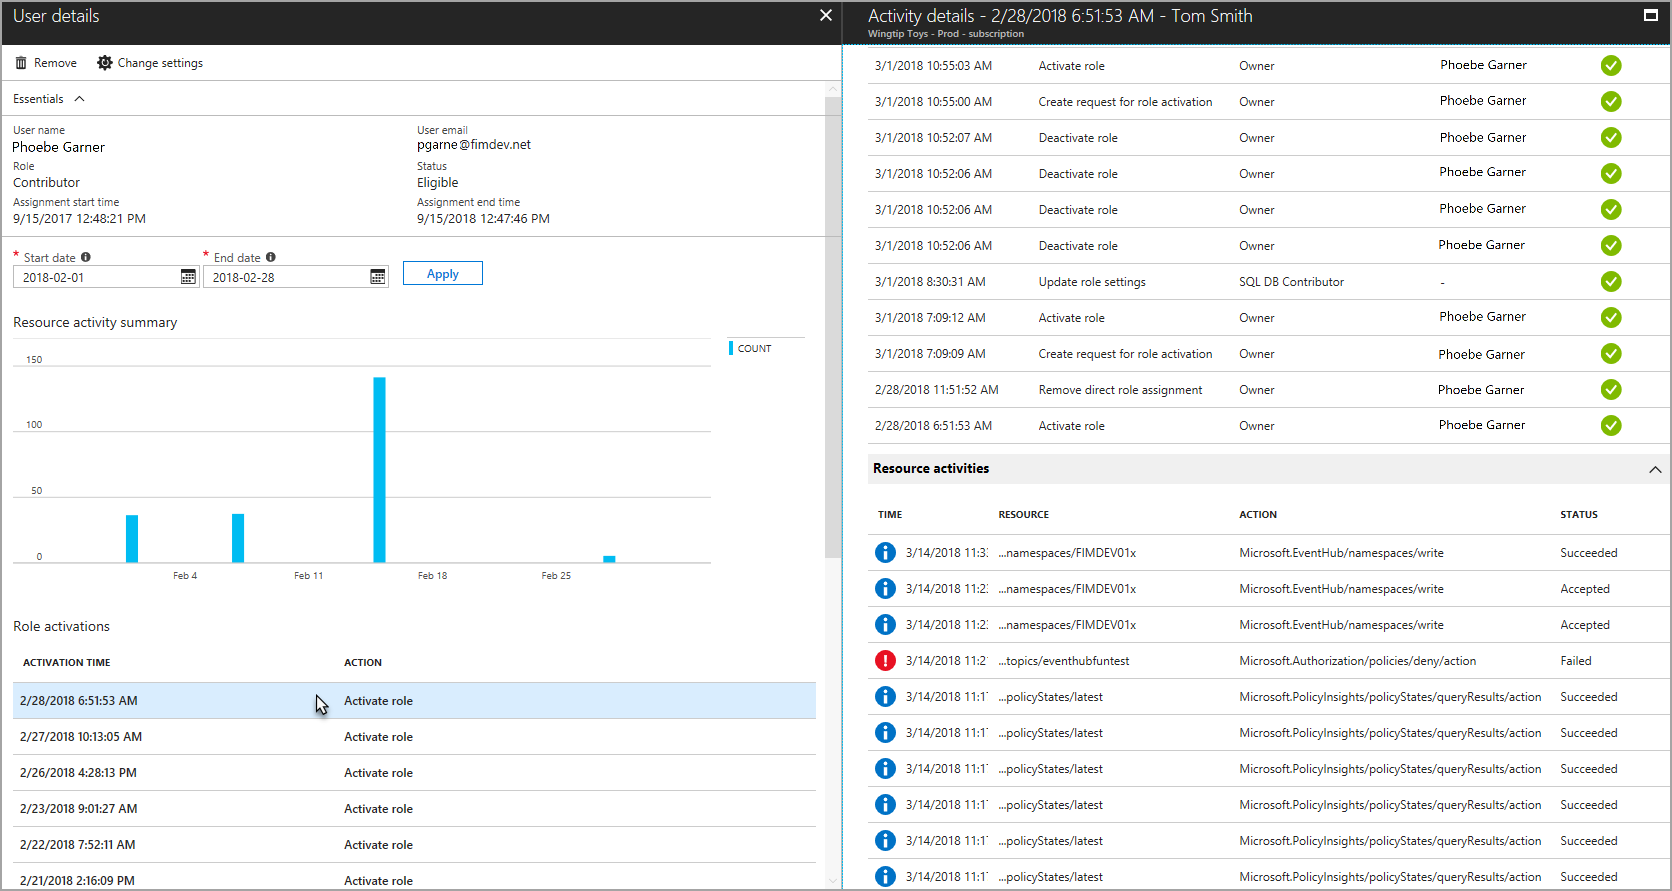 User details
Remove
Change settings
Essentials
User name
Phoebe Garner
User email
pgarne@fimdev.net
Role
Contributor
Status
Eligible
Assignment start time
9/15/2017 12:48:21 PM
Assignment end time
9/15/2018 12:47:46 PM
* Start date
* End date
2018-02-01
2018-02-28
Apply
Resource activity summary
COUNT
150
100
50
0
Feb 4 Feb 11 Feb 18 Feb 25
Role activations
ACTIVATION TIME ACTION
2/28/2018 6:51:53 AM Activate role
2/27/2018 10:13:05 AM Activate role
2/26/2018 4:28:13 PM Activate role
2/23/2018 9:01:27 AM Activate role
2/22/2018 7:52:11 AM Activate role
2/21/2018 2:16:09 PM Activate role
Activity details - 2/28/2018 6:51:53 AM - Tom Smith
Wingtip Toys - Prod - subscription
3/1/2018 10:55:03 AM Activate role Owner Phoebe Garner
3/1/2018 10:55:00 AM Create request for role activation Owner Phoebe Garner
3/1/2018 10:52:07 AM Deactivate role Owner Phoebe Garner
3/1/2018 10:52:06 AM Deactivate role Owner Phoebe Garner
3/1/2018 10:52:06 AM Deactivate role Owner Phoebe Garner
3/1/2018 10:52:06 AM Deactivate role Owner Phoebe Garner
3/1/2018 8:30:31 AM Update role settings SQL DB Contributor -
3/1/2018 7:09:12 AM Activate role Owner Phoebe Garner
3/1/2018 7:09:09 AM Create request for role activation Owner Phoebe Garner
2/28/2018 11:51:52 AM Remove direct role assignment Owner Phoebe Garner
2/28/2018 6:51:53 AM Activate role Owner Phoebe Garner
Resource activities
TIME RESOURCE ACTION STATUS
3/14/2018 11:3 ...namespaces/FIMDEV01x Microsoft.EventHub/namespaces/write Succeeded
3/14/2018 11:2 ...namespaces/FIMDEV01x Microsoft.EventHub/namespaces/write Accepted
3/14/2018 11:2 ...namespaces/FIMDEV01x Microsoft.EventHub/namespaces/write Accepted
3/14/2018 11:2 ...topics/eventhubfuntest Microsoft.Authorization/policies/deny/action Failed
3/14/2018 11:1 ...policyStates/latest Microsoft.PolicyInsights/policyStates/queryResults/action Succeeded
3/14/2018 11:1 ...policyStates/latest Microsoft.PolicyInsights/policyStates/queryResults/action Succeeded
3/14/2018 11:1 ...policyStates/latest Microsoft.PolicyInsights/policyStates/queryResults/action Succeeded
3/14/2018 11:1 ...policyStates/latest Microsoft.PolicyInsights/policyStates/queryResults/action Succeeded
3/14/2018 11:1 ...policyStates/latest Microsoft.PolicyInsights/policyStates/queryResults/action Succeeded
3/14/2018 11:1 ...policyStates/latest Microsoft.PolicyInsights/policyStates/queryResults/action Succeeded